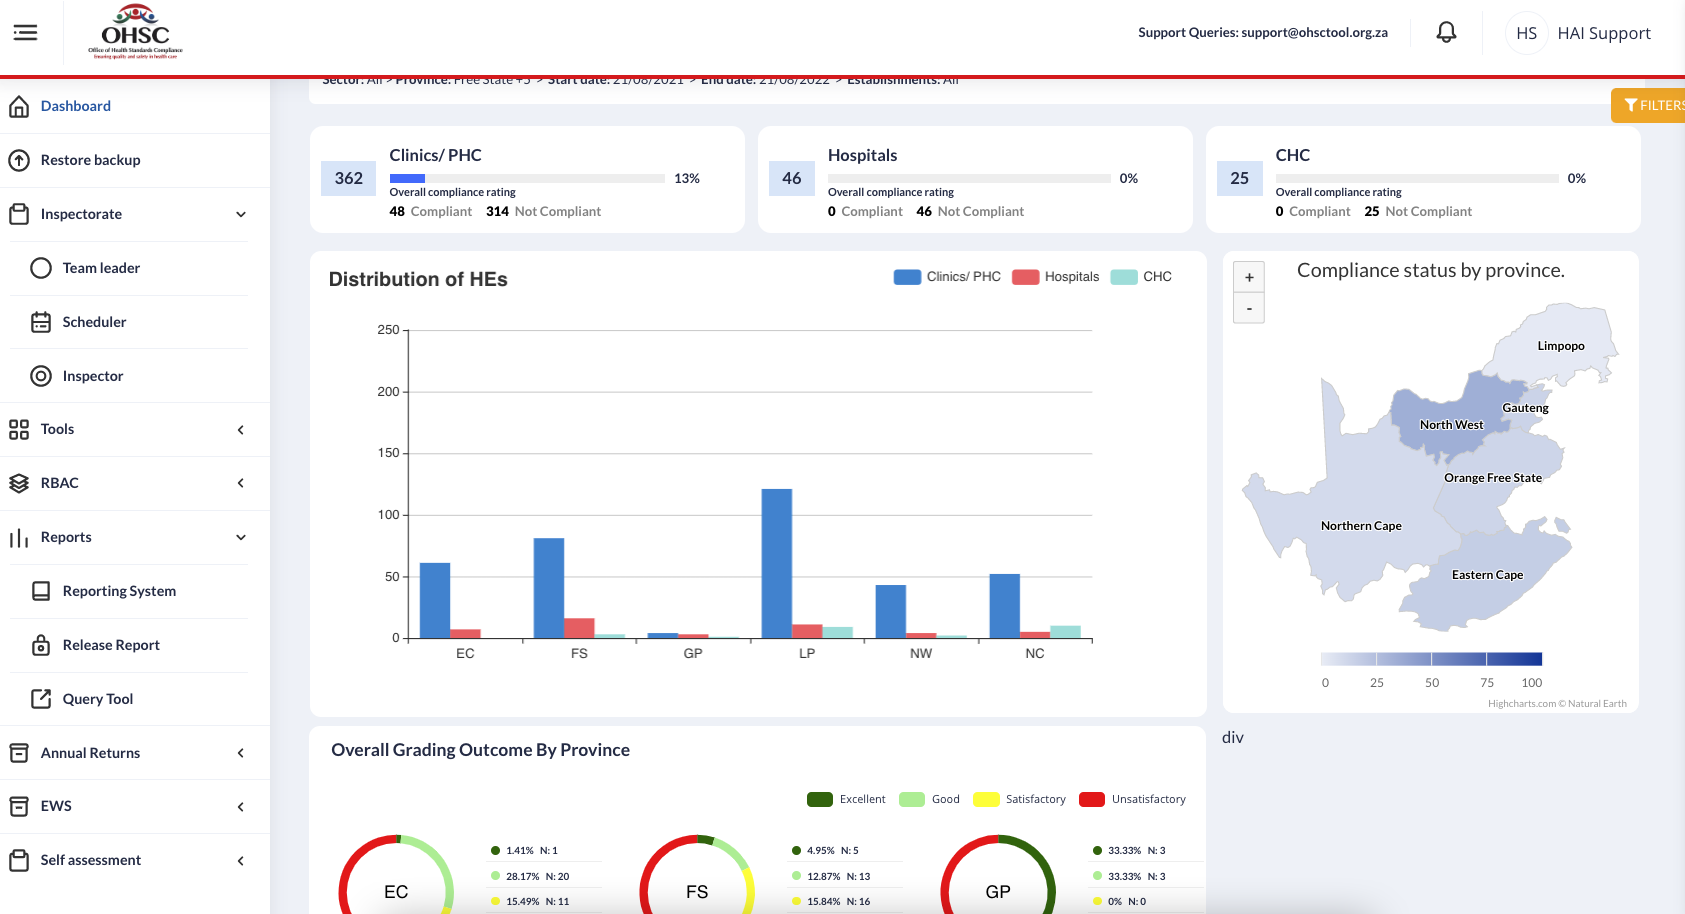 OHSC
Office of Health Standards Compliance
Ensuring quality and safety in health care
Support Queries: support@ohsctool.org.za
HS
HAI Support
Sector: All > Province: Free State +5 > Start date: 21/08/2021 > End date: 21/08/2022 > Establishments: All
FILTERS
Dashboard
Restore backup
Inspectorate
Team leader
Scheduler
Inspector
Tools
RBAC
Reports
Reporting System
Release Report
Query Tool
Annual Returns
EWS
Self assessment
362
Clinics/ PHC
13%
Overall compliance rating
48 Compliant 314 Not Compliant
46
Hospitals
0%
Overall compliance rating
0 Compliant 46 Not Compliant
25
CHC
0%
Overall compliance rating
0 Compliant 25 Not Compliant
Distribution of HEs
Clinics/ PHC Hospitals CHC
250
200
150
100
50
0
EC FS GP LP NW NC
+
-
Compliance status by province.
Limpopo
Gauteng
North West
Orange Free State
Northern Cape
Eastern Cape
0 25 50 75 100
Highcharts.com © Natural Earth
div
Overall Grading Outcome By Province
Excellent Good Satisfactory Unsatisfactory
EC
1.41% N: 1
28.17% N: 20
15.49% N: 11
FS
4.95% N: 5
12.87% N: 13
15.84% N: 16
GP
33.33% N: 3
33.33% N: 3
0% N: 0